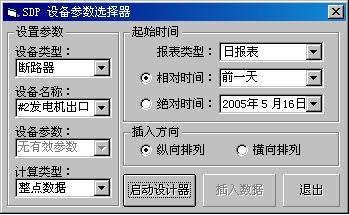 SDP 设备参数选择器
设置参数
设备类型：
断路器
设备名称：
#2发电机出口
设备参数：
无有效参数
计算类型：
整点数据
起始时间
报表类型： 日报表
相对时间： 前一天
绝对时间： 2005年 5 月16日
插入方向
纵向排列 横向排列
启动设计器 插入数据 退出